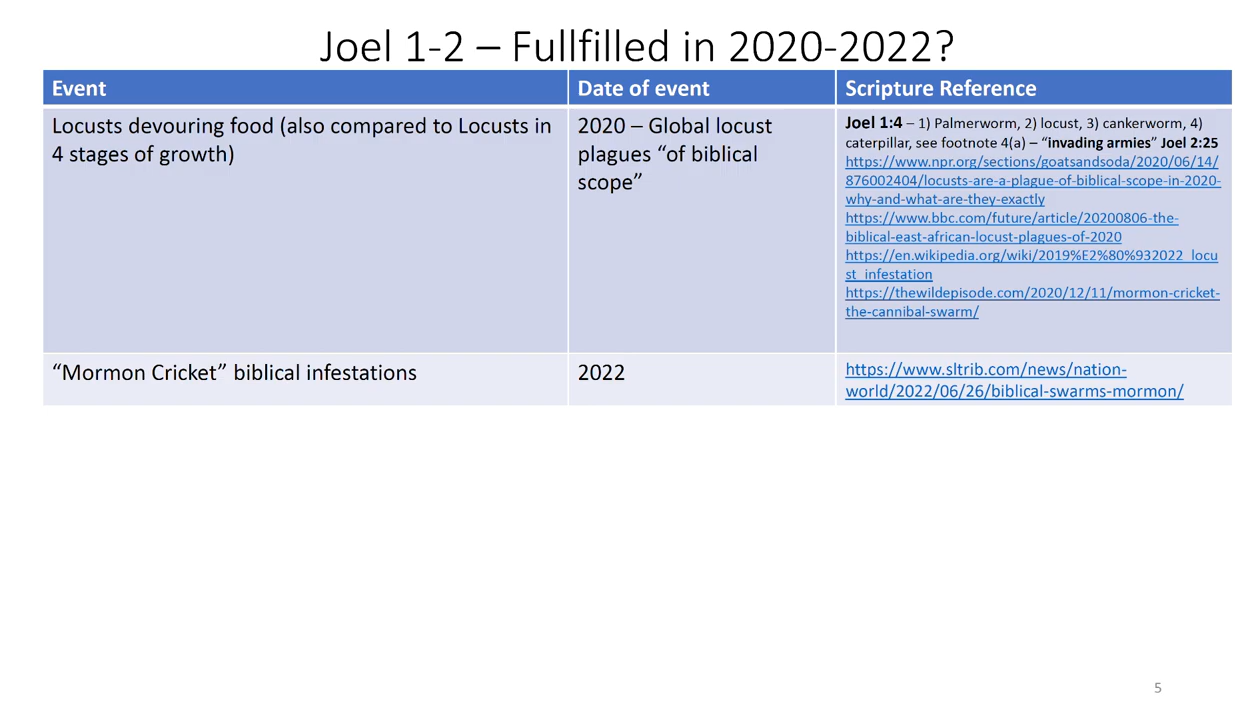 Joel 1-2 – Fullfilled in 2020-2022?
Event
Date of event
Scripture Reference
Locusts devouring food (also compared to Locusts in
4 stages of growth)
2020 – Global locust
plagues “of biblical
scope”
Joel 1:4 – 1) Palmerworm, 2) locust, 3) cankerworm, 4)
caterpillar, see footnote 4(a) – “invading armies” Joel 2:25
https://www.npr.org/sections/goatsandsoda/2020/06/14/
876002404/locusts-are-a-plague-of-biblical-scope-in-2020-
why-and-what-are-they-exactly
https://www.bbc.com/future/article/20200806-the-
biblical-east-african-locust-plagues-of-2020
https://en.wikipedia.org/wiki/2019%E2%80%932022_locu
st_infestation
https://thewildepisode.com/2020/12/11/mormon-cricket-
the-cannibal-swarm/
“Mormon Cricket” biblical infestations
2022
https://www.sltrib.com/news/nation-
world/2022/06/26/biblical-swarms-mormon/
5